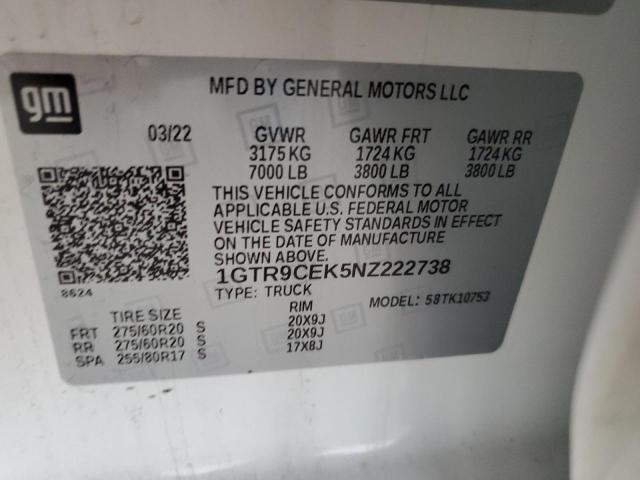 gm
MFD BY GENERAL MOTORS LLC
03/22 GVWR GAWR FRT GAWR RR
3175 KG 1724 KG 1724 KG
7000 LB 3800 LB 3800 LB
THIS VEHICLE CONFORMS TO ALL
APPLICABLE U.S. FEDERAL MOTOR
VEHICLE SAFETY STANDARDS IN EFFECT
ON THE DATE OF MANUFACTURE
SHOWN ABOVE.
1GTR9CEK5NZ222738
8624
TYPE: TRUCK MODEL: 58TK10753
TIRE SIZE RIM
FRT 275/60R20 S 20X9J
RR 275/60R20 S 20X9J
SPA 255/80R17 S 17X8J